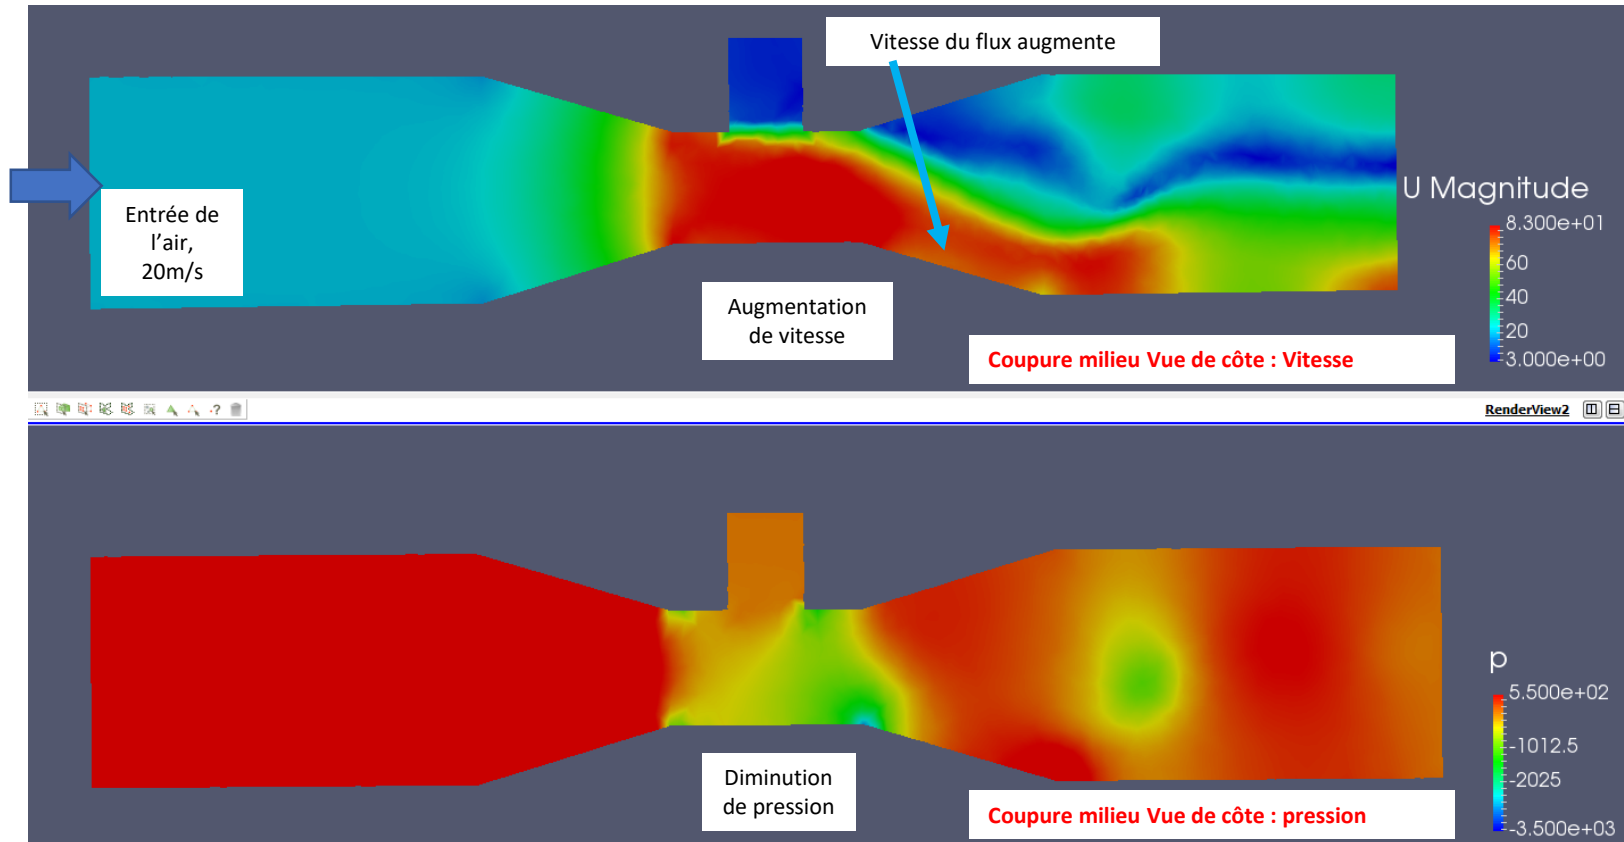 Vitesse du flux augmente
Entrée de
l'air,
20m/s
U Magnitude
8.300e+01
60
40
20
3.000e+00
Augmentation
de vitesse
Coupure milieu Vue de côte : Vitesse
RenderView2
p
5.500e+02
-1012.5
-2025
-3.500e+03
Diminution
de pression
Coupure milieu Vue de côte : pression